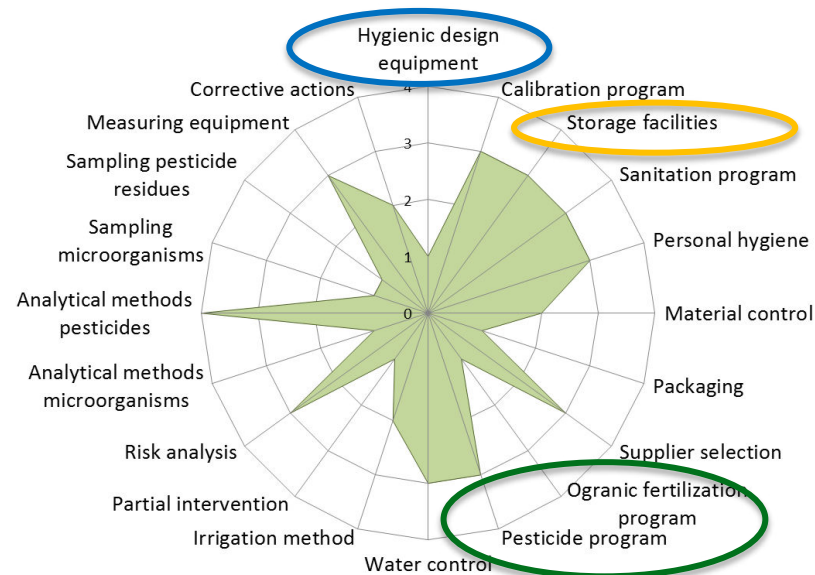 Hygienic design
equipment
Corrective actions
4
Calibration program
Measuring equipment
Storage facilities
Sampling pesticide
residues
3
Sanitation program
2
Sampling
microorganisms
Personal hygiene
1
Analytical methods
pesticides
0
Material control
Analytical methods
microorganisms
Packaging
Risk analysis
Supplier selection
Partial intervention
Ogranic fertilization
program
Irrigation method
Pesticide program
Water control